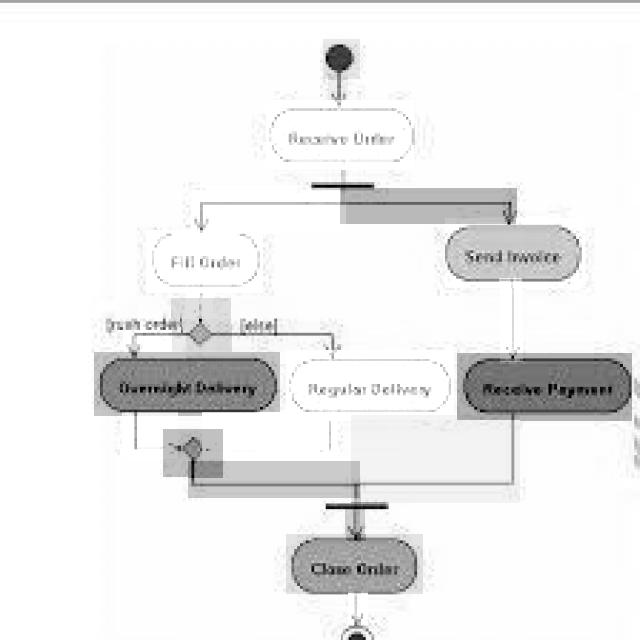 Receive Order
Fill Order
Send Invoice
[rush order
[else]
Overnight Delivery
Regular Delivery
Receive Payment
Close Order